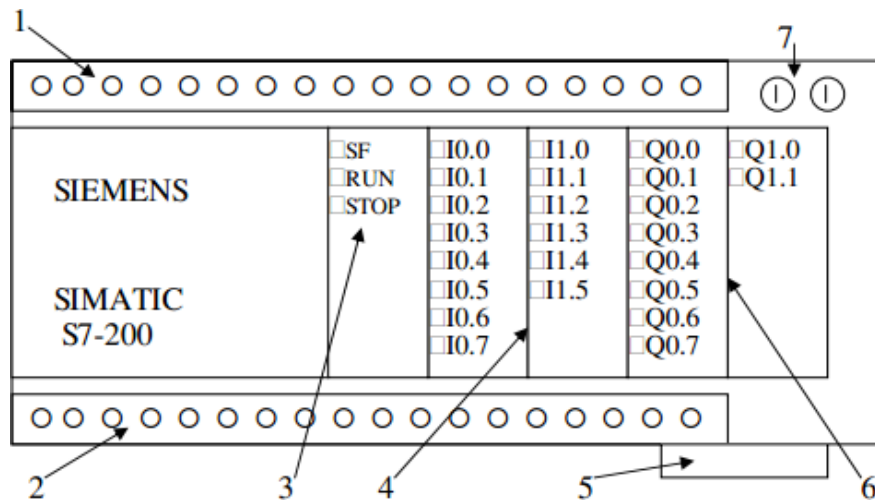 1
7
SIEMENS
SIMATIC
S7-200
SF
RUN
STOP
I0.0
I0.1
I0.2
I0.3
I0.4
I0.5
I0.6
I0.7
I1.0
I1.1
I1.2
I1.3
I1.4
I1.5
Q0.0
Q0.1
Q0.2
Q0.3
Q0.4
Q0.5
Q0.6
Q0.7
Q1.0
Q1.1
2
3
4
5
6